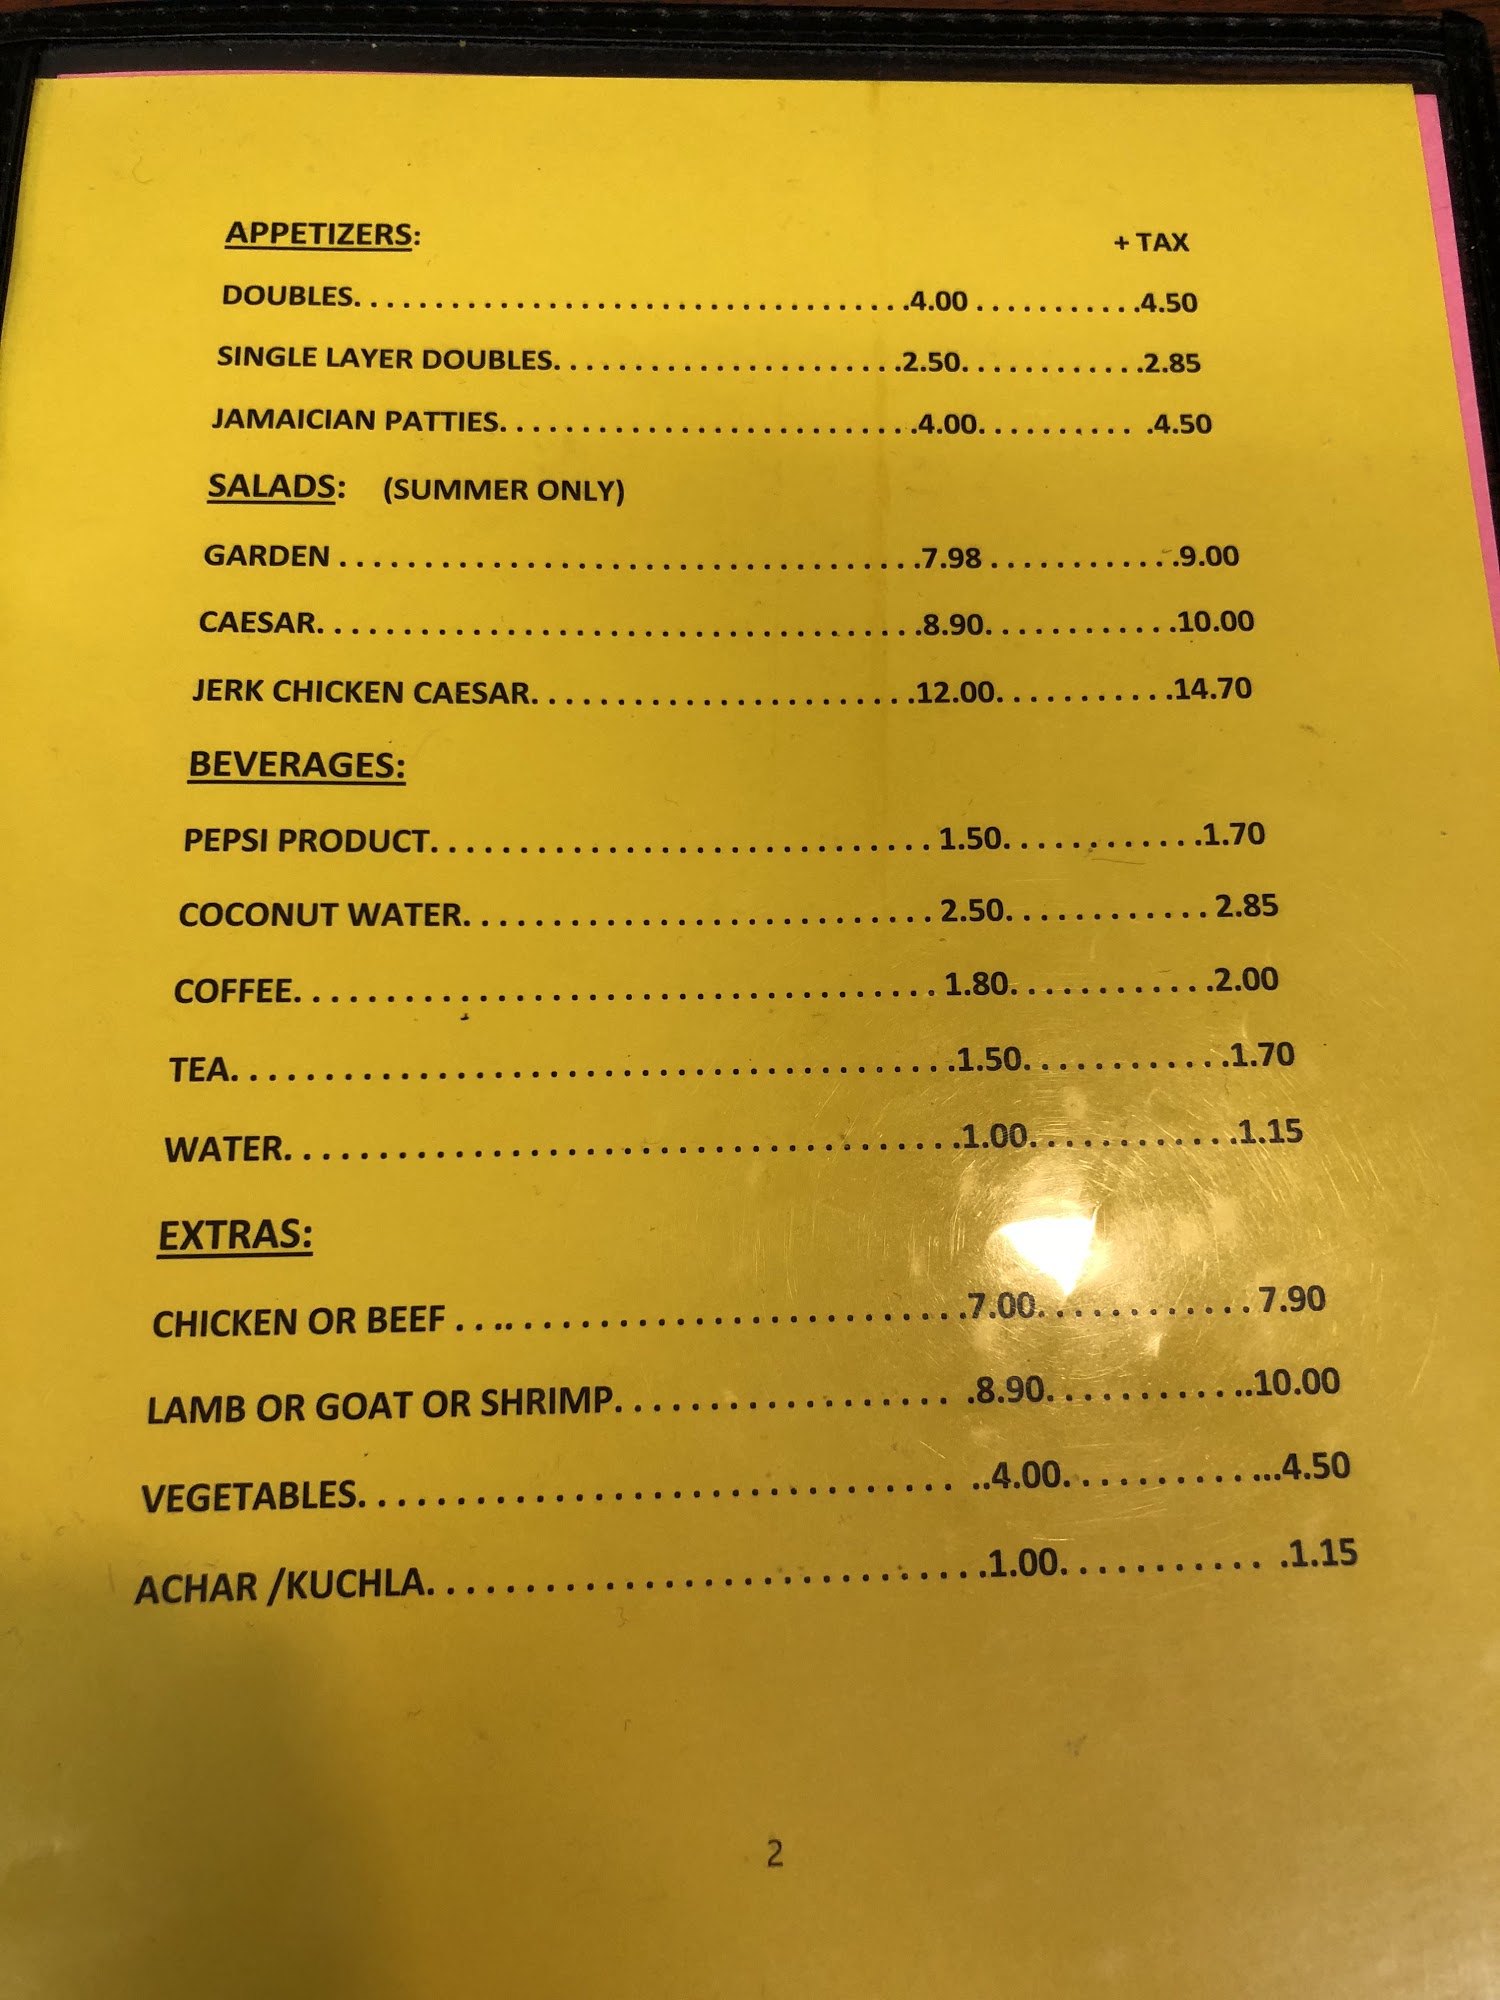 APPETIZERS: + TAX
DOUBLES. . . . . . . . . . . . . . . . . . . . . . . . . . . . . . . . . . .4.00 . . . . . . . . . . .4.50
SINGLE LAYER DOUBLES. . . . . . . . . . . . . . . . . . . . . .2.50. . . . . . . . . . . .2.85
JAMAICIAN PATTIES. . . . . . . . . . . . . . . . . . . . . . . . . .4.00. . . . . . . . . . .4.50
SALADS: (SUMMER ONLY)
GARDEN . . . . . . . . . . . . . . . . . . . . . . . . . . . . . . . . . . .7.98 . . . . . . . . . . . .9.00
CAESAR. . . . . . . . . . . . . . . . . . . . . . . . . . . . . . . . . . . .8.90. . . . . . . . . . . .10.00
JERK CHICKEN CAESAR. . . . . . . . . . . . . . . . . . . . . . .12.00. . . . . . . . . . .14.70
BEVERAGES:
PEPSI PRODUCT. . . . . . . . . . . . . . . . . . . . . . . . . . . . . 1.50. . . . . . . . . . . .1.70
COCONUT WATER. . . . . . . . . . . . . . . . . . . . . . . . . . . 2.50. . . . . . . . . . . . 2.85
COFFEE. . . . . . . . . . . . . . . . . . . . . . . . . . . . . . . . . . . . 1.80. . . . . . . . . . . .2.00
TEA. . . . . . . . . . . . . . . . . . . . . . . . . . . . . . . . . . . . . . . .1.50. . . . . . . . . . . .1.70
WATER. . . . . . . . . . . . . . . . . . . . . . . . . . . . . . . . . . . . .1.00. . . . . . . . . . . .1.15
EXTRAS:
CHICKEN OR BEEF . . ... . . . . . . . . . . . . . . . . . . . . . . . .7.00. . . . . . . . . . . . 7.90
LAMB OR GOAT OR SHRIMP. . . . . . . . . . . . . . . . . . .8.90. . . . . . . . . . ..10.00
VEGETABLES. . . . . . . . . . . . . . . . . . . . . . . . . . . . . . ..4.00. . . . . . . . . . ...4.50
ACHAR /KUCHLA. . . . . . . . . . . . . . . . . . . . . . . . . . . .1.00. . . . . . . . . . . .1.15
2